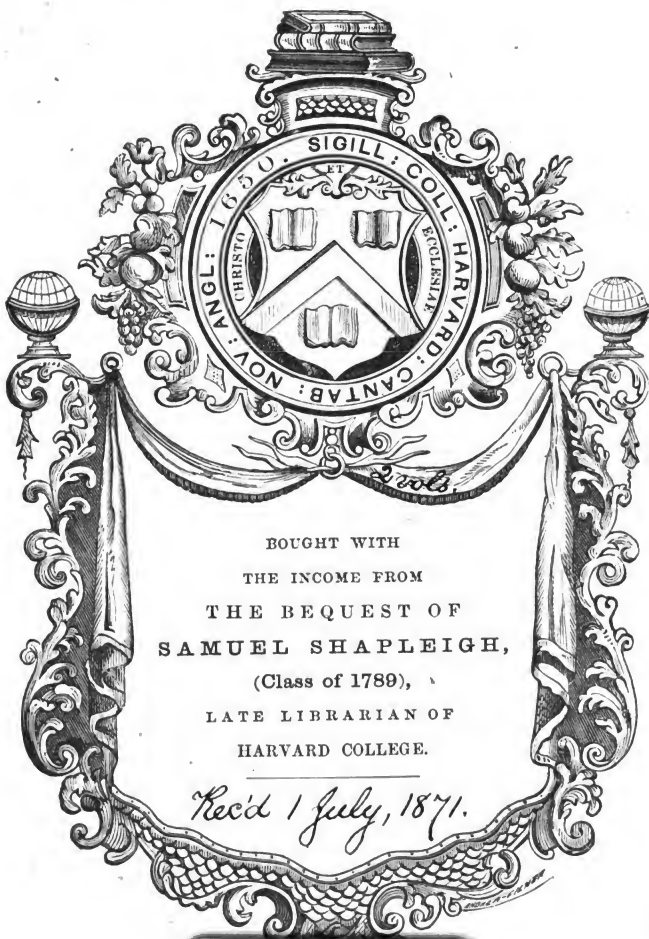 SIGILL: COLL: HARVARD: CANTAB: NOV: ANGL: 1650.
ET
CHRISTO
ECCLESIAE
2 vols.
BOUGHT WITH
THE INCOME FROM
THE BEQUEST OF
SAMUEL SHAPLEIGH,
(Class of 1789),
LATE LIBRARIAN OF
HARVARD COLLEGE.
Rec'd 1 July, 1871.